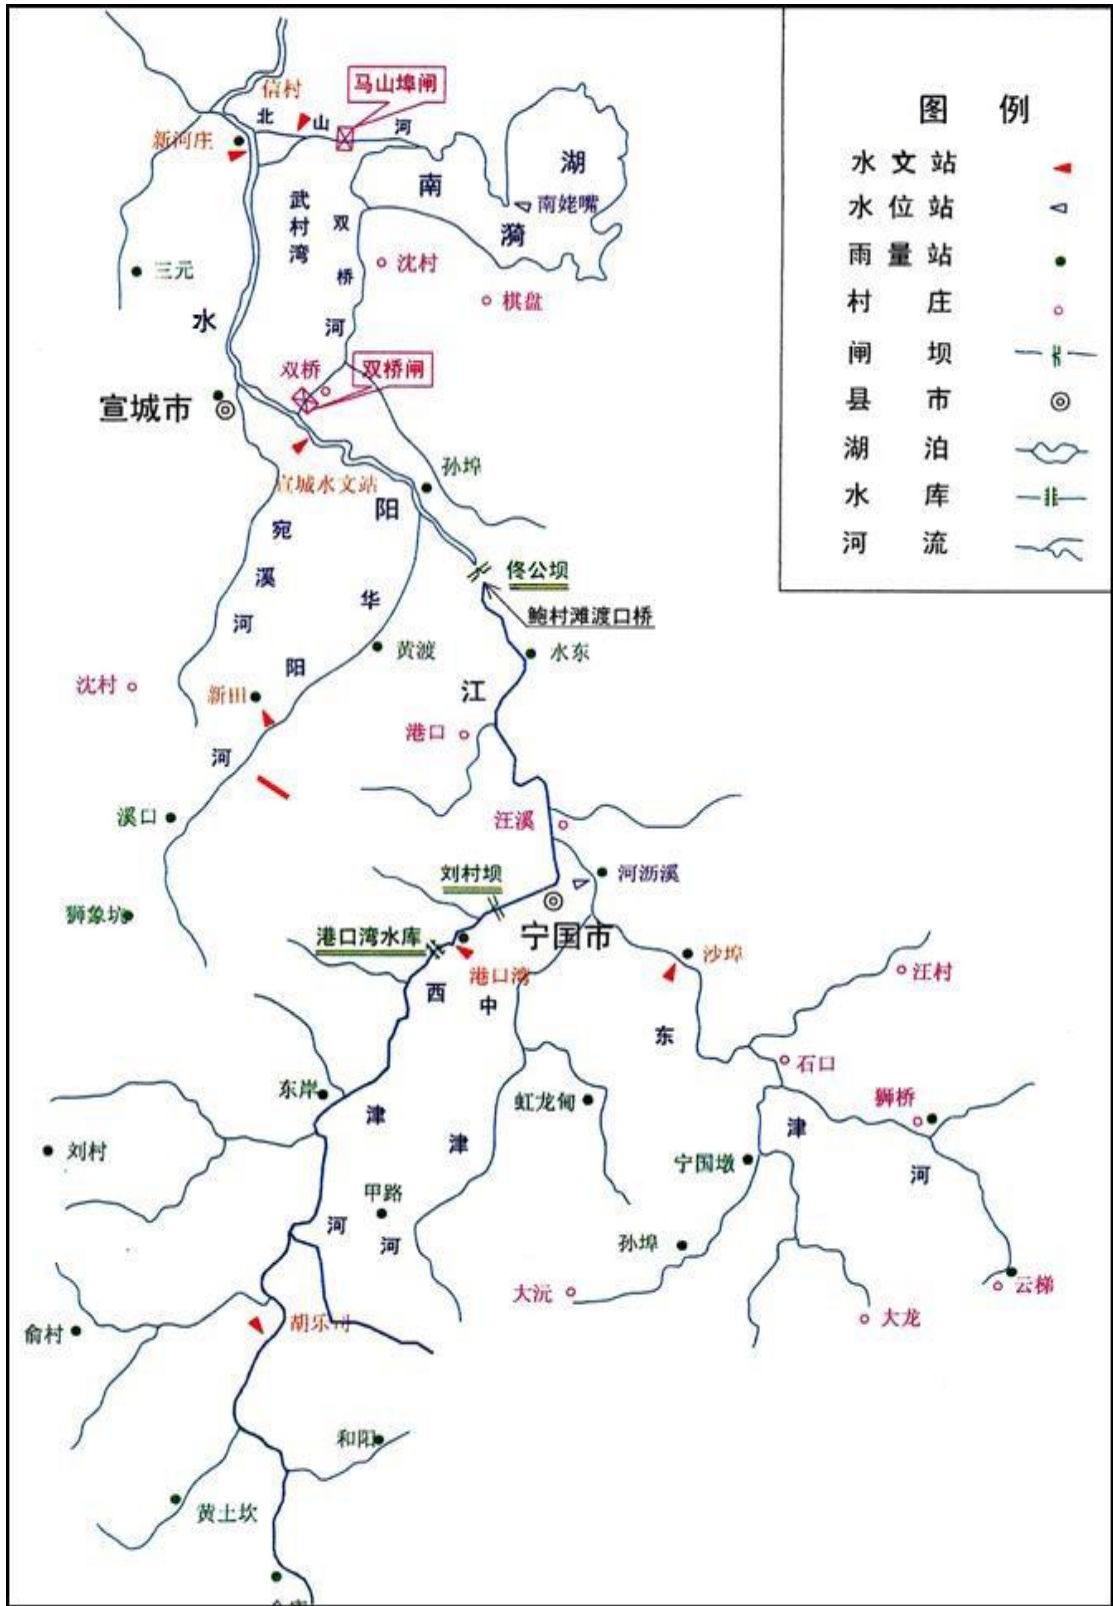 图 例
水文站
水位站
雨量站
村庄
闸坝
县市
湖泊
水库
河流
信村
马山埠闸
北山河
新河庄
南漪湖
南姥嘴
武村湾
双桥河
沈村
棋盘
三元
水阳江
双桥
双桥闸
宣城市
宣城水文站
孙埠
宛溪河
佟公坝
鲍村滩渡口桥
华阳河
黄渡
水东
沈村
新田
港口
溪口
汪溪
刘村坝
河沥溪
狮象坑
港口湾水库
宁国市
港口湾
沙埠
汪村
西津河
中津河
东津河
石口
东岸
虹龙甸
狮桥
刘村
宁国墩
甲路
孙埠
大沅
云梯
大龙
俞村
胡乐司
和阳
黄土坎